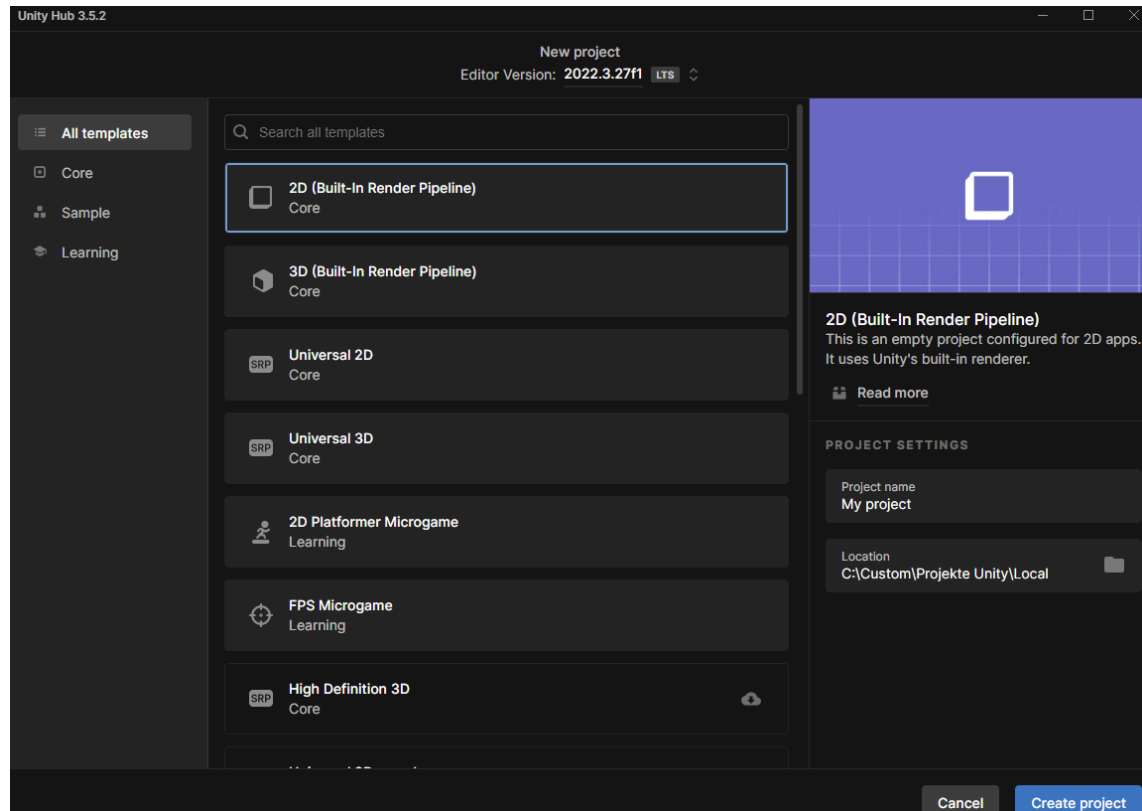 Unity Hub 3.5.2
New project
Editor Version: 2022.3.27f1 LTS
All templates
Core
Sample
Learning
Search all templates
2D (Built-In Render Pipeline)
Core
3D (Built-In Render Pipeline)
Core
SRP
Universal 2D
Core
SRP
Universal 3D
Core
2D Platformer Microgame
Learning
FPS Microgame
Learning
SRP
High Definition 3D
Core
2D (Built-In Render Pipeline)
This is an empty project configured for 2D apps.
It uses Unity's built-in renderer.
Read more
PROJECT SETTINGS
Project name
My project
Location
C:\Custom\Projekte Unity\Local
Cancel
Create project